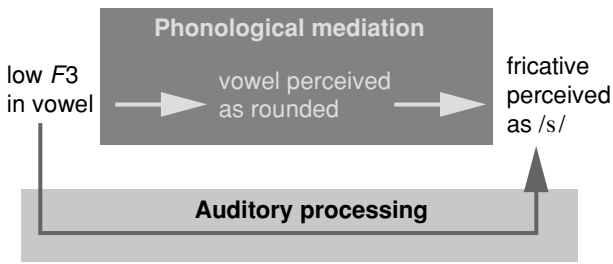 Phonological mediation
low F3
in vowel
vowel perceived
as rounded
fricative
perceived
as /s/
Auditory processing